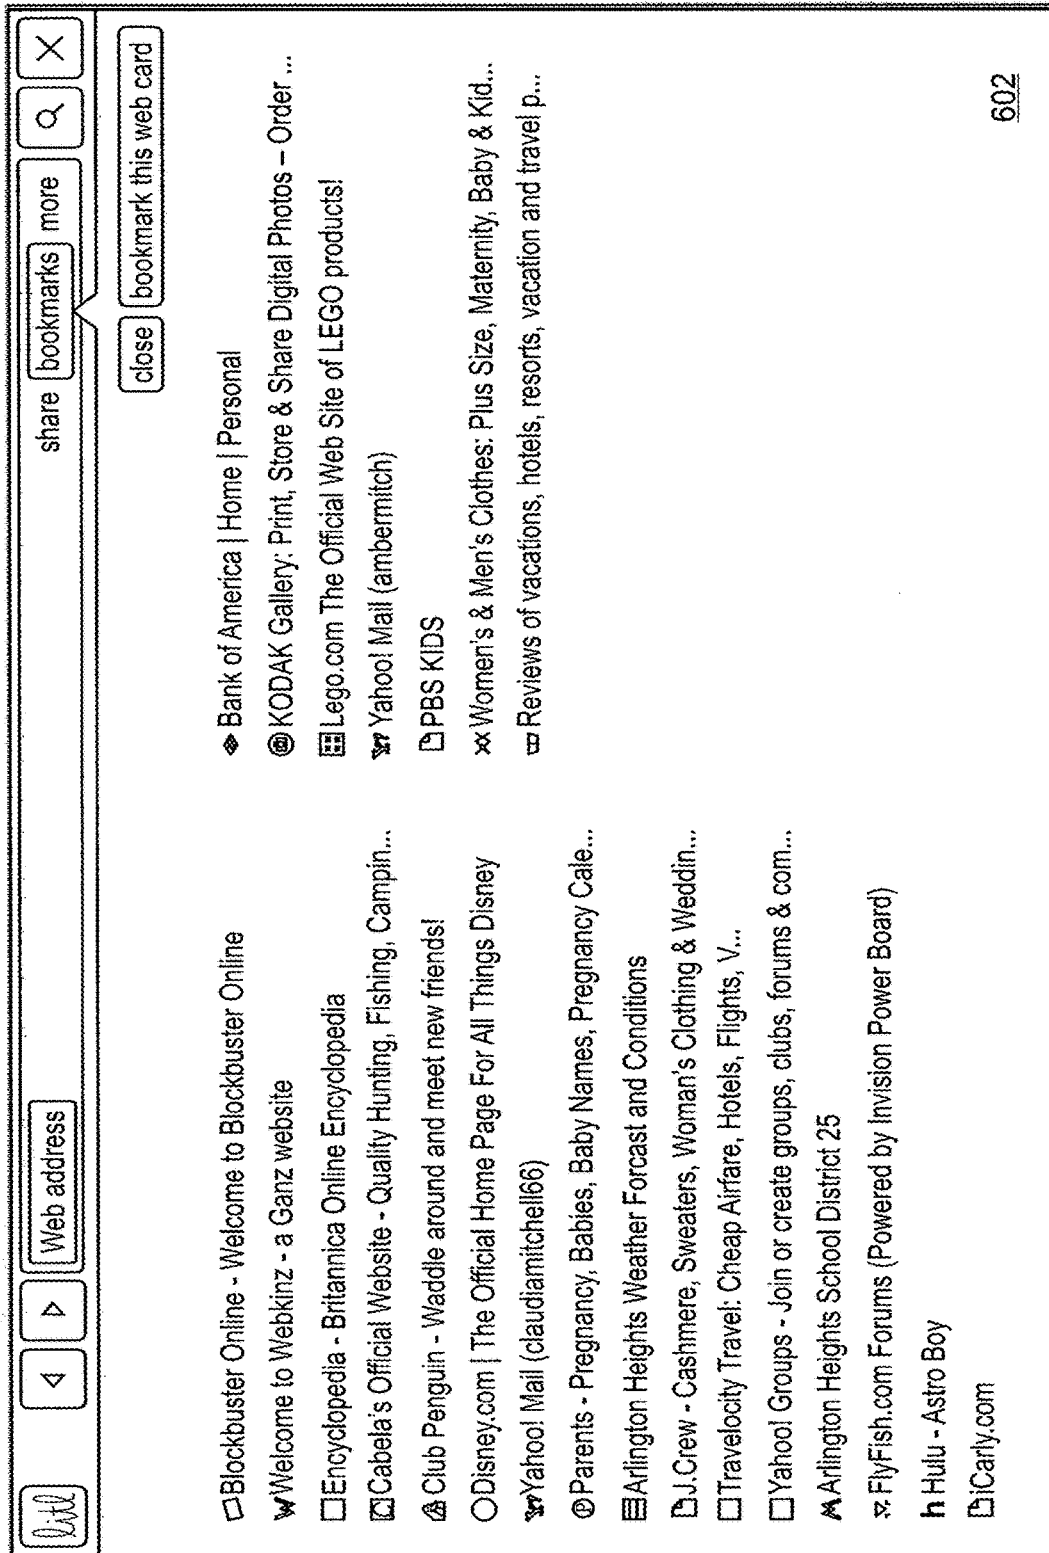 litl
Web address
share bookmarks more
close bookmark this web card
Blockbuster Online - Welcome to Blockbuster Online
Welcome to Webkinz - a Ganz website
Encyclopedia - Britannica Online Encyclopedia
Cabela's Official Website - Quality Hunting, Fishing, Campin...
Club Penguin - Waddle around and meet new friends!
Disney.com | The Official Home Page For All Things Disney
Yahoo! Mail (claudiamitchell66)
Parents - Pregnancy, Babies, Baby Names, Pregnancy Cale...
Arlington Heights Weather Forcast and Conditions
J.Crew - Cashmere, Sweaters, Woman's Clothing & Weddin...
Travelocity Travel: Cheap Airfare, Hotels, Flights, V...
Yahoo! Groups - Join or create groups, clubs, forums & com...
Arlington Heights School District 25
FlyFish.com Forums (Powered by Invision Power Board)
h Hulu - Astro Boy
iCarly.com
Bank of America | Home | Personal
KODAK Gallery: Print, Store & Share Digital Photos – Order ...
Lego.com The Official Web Site of LEGO products!
Yahoo! Mail (ambermitch)
PBS KIDS
Women's & Men's Clothes: Plus Size, Maternity, Baby & Kid...
Reviews of vacations, hotels, resorts, vacation and travel p...
602